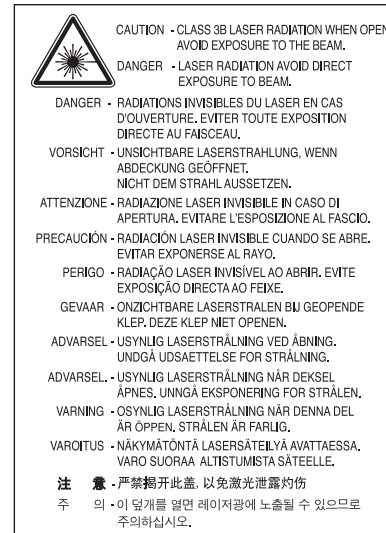 CAUTION - CLASS 3B LASER RADIATION WHEN OPEN
AVOID EXPOSURE TO THE BEAM.
DANGER - LASER RADIATION AVOID DIRECT
EXPOSURE TO BEAM.
DANGER - RADIATIONS INVISIBLES DU LASER EN CAS
D'OUVERTURE. EVITER TOUTE EXPOSITION
DIRECTE AU FAISCEAU.
VORSICHT - UNSICHTBARE LASERSTRAHLUNG, WENN
ABDECKUNG GEÖFFNET.
NICHT DEM STRAHL AUSSETZEN.
ATTENZIONE - RADIAZIONE LASER INVISIBILE IN CASO DI
APERTURA. EVITARE L'ESPOSIZIONE AL FASCIO.
PRECAUCIÓN - RADIACIÓN LASER INVISIBLE CUANDO SE ABRE.
EVITAR EXPONERSE AL RAYO.
PERIGO - RADIAÇÃO LASER INVISÍVEL AO ABRIR. EVITE
EXPOSIÇÃO DIRECTA AO FEIXE.
GEVAAR - ONZICHTBARE LASERSTRALEN BIJ GEOPENDE
KLEP. DEZE KLEP NIET OPENEN.
ADVARSEL - USYNLIG LASERSTRÅLNING VED ÅBNING.
UNDGÅ UDSAETTELSE FOR STRÅLNING.
ADVARSEL. - USYNLIG LASERSTRÅLNING NÅR DEKSEL
ÅPNES. UNNGÅ EKSPONERING FOR STRÅLEN.
VARNING - OSYNLIG LASERSTRÅLNING NÄR DENNA DEL
ÄR ÖPPEN. STRÅLEN ÄR FARLIG.
VAROITUS - NÄKYMÄTÖNTÄ LASERSÄTEILYÄ AVATTAESSA.
VARO SUORAA ALTISTUMISTA SÄTEELLE.
注 意 - 严禁揭开此盖, 以免激光泄露灼伤
주 의 - 이 덮개를 열면 레이저광에 노출될 수 있으므로
주의하십시오.